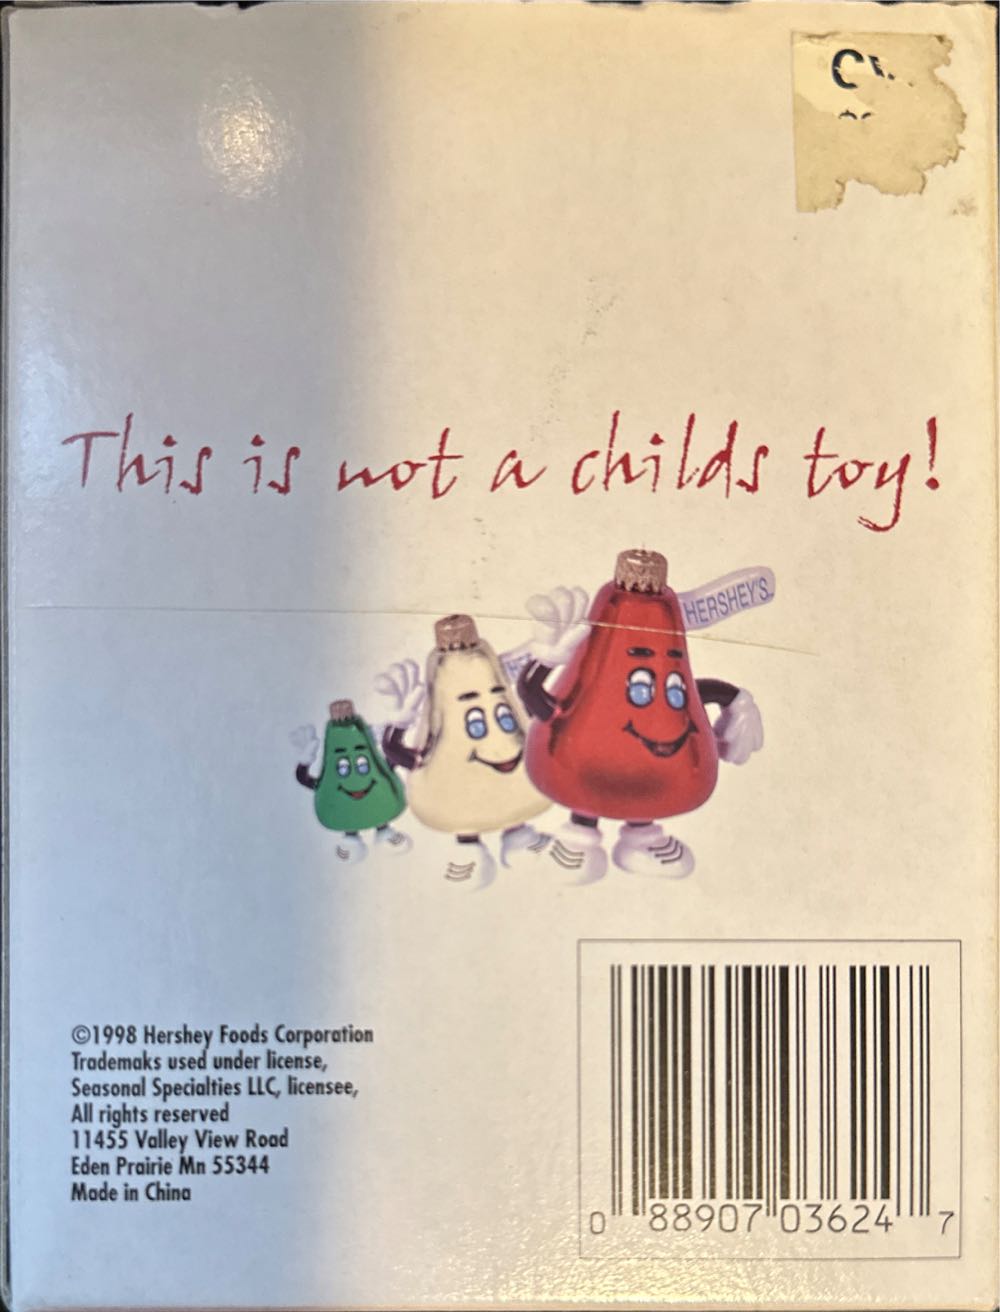 This is not a childs toy!
HERSHEY'S
©1998 Hershey Foods Corporation
Trademaks used under license,
Seasonal Specialties LLC, licensee,
All rights reserved
11455 Valley View Road
Eden Prairie Mn 55344
Made in China
0 88907 03624 7